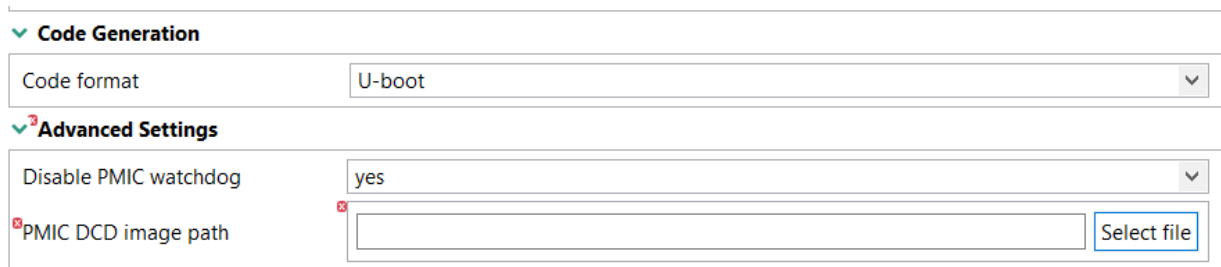 Code Generation
Code format U-boot
Advanced Settings
Disable PMIC watchdog yes
PMIC DCD image path Select file